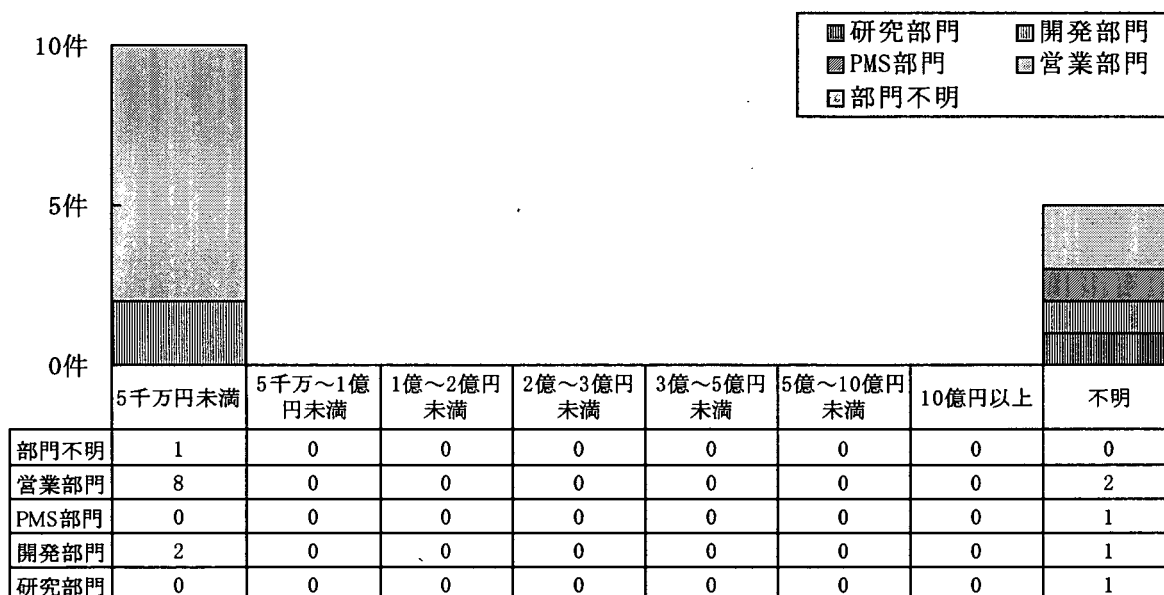 10件
5件
0件
研究部門 開発部門
PMS部門 営業部門
部門不明
5千万円未満 5千万～1億円未満 1億～2億円未満 2億～3億円未満 3億～5億円未満 5億～10億円未満 10億円以上 不明
部門不明 1 0 0 0 0 0 0 0
営業部門 8 0 0 0 0 0 0 2
PMS部門 0 0 0 0 0 0 0 1
開発部門 2 0 0 0 0 0 0 1
研究部門 0 0 0 0 0 0 0 1